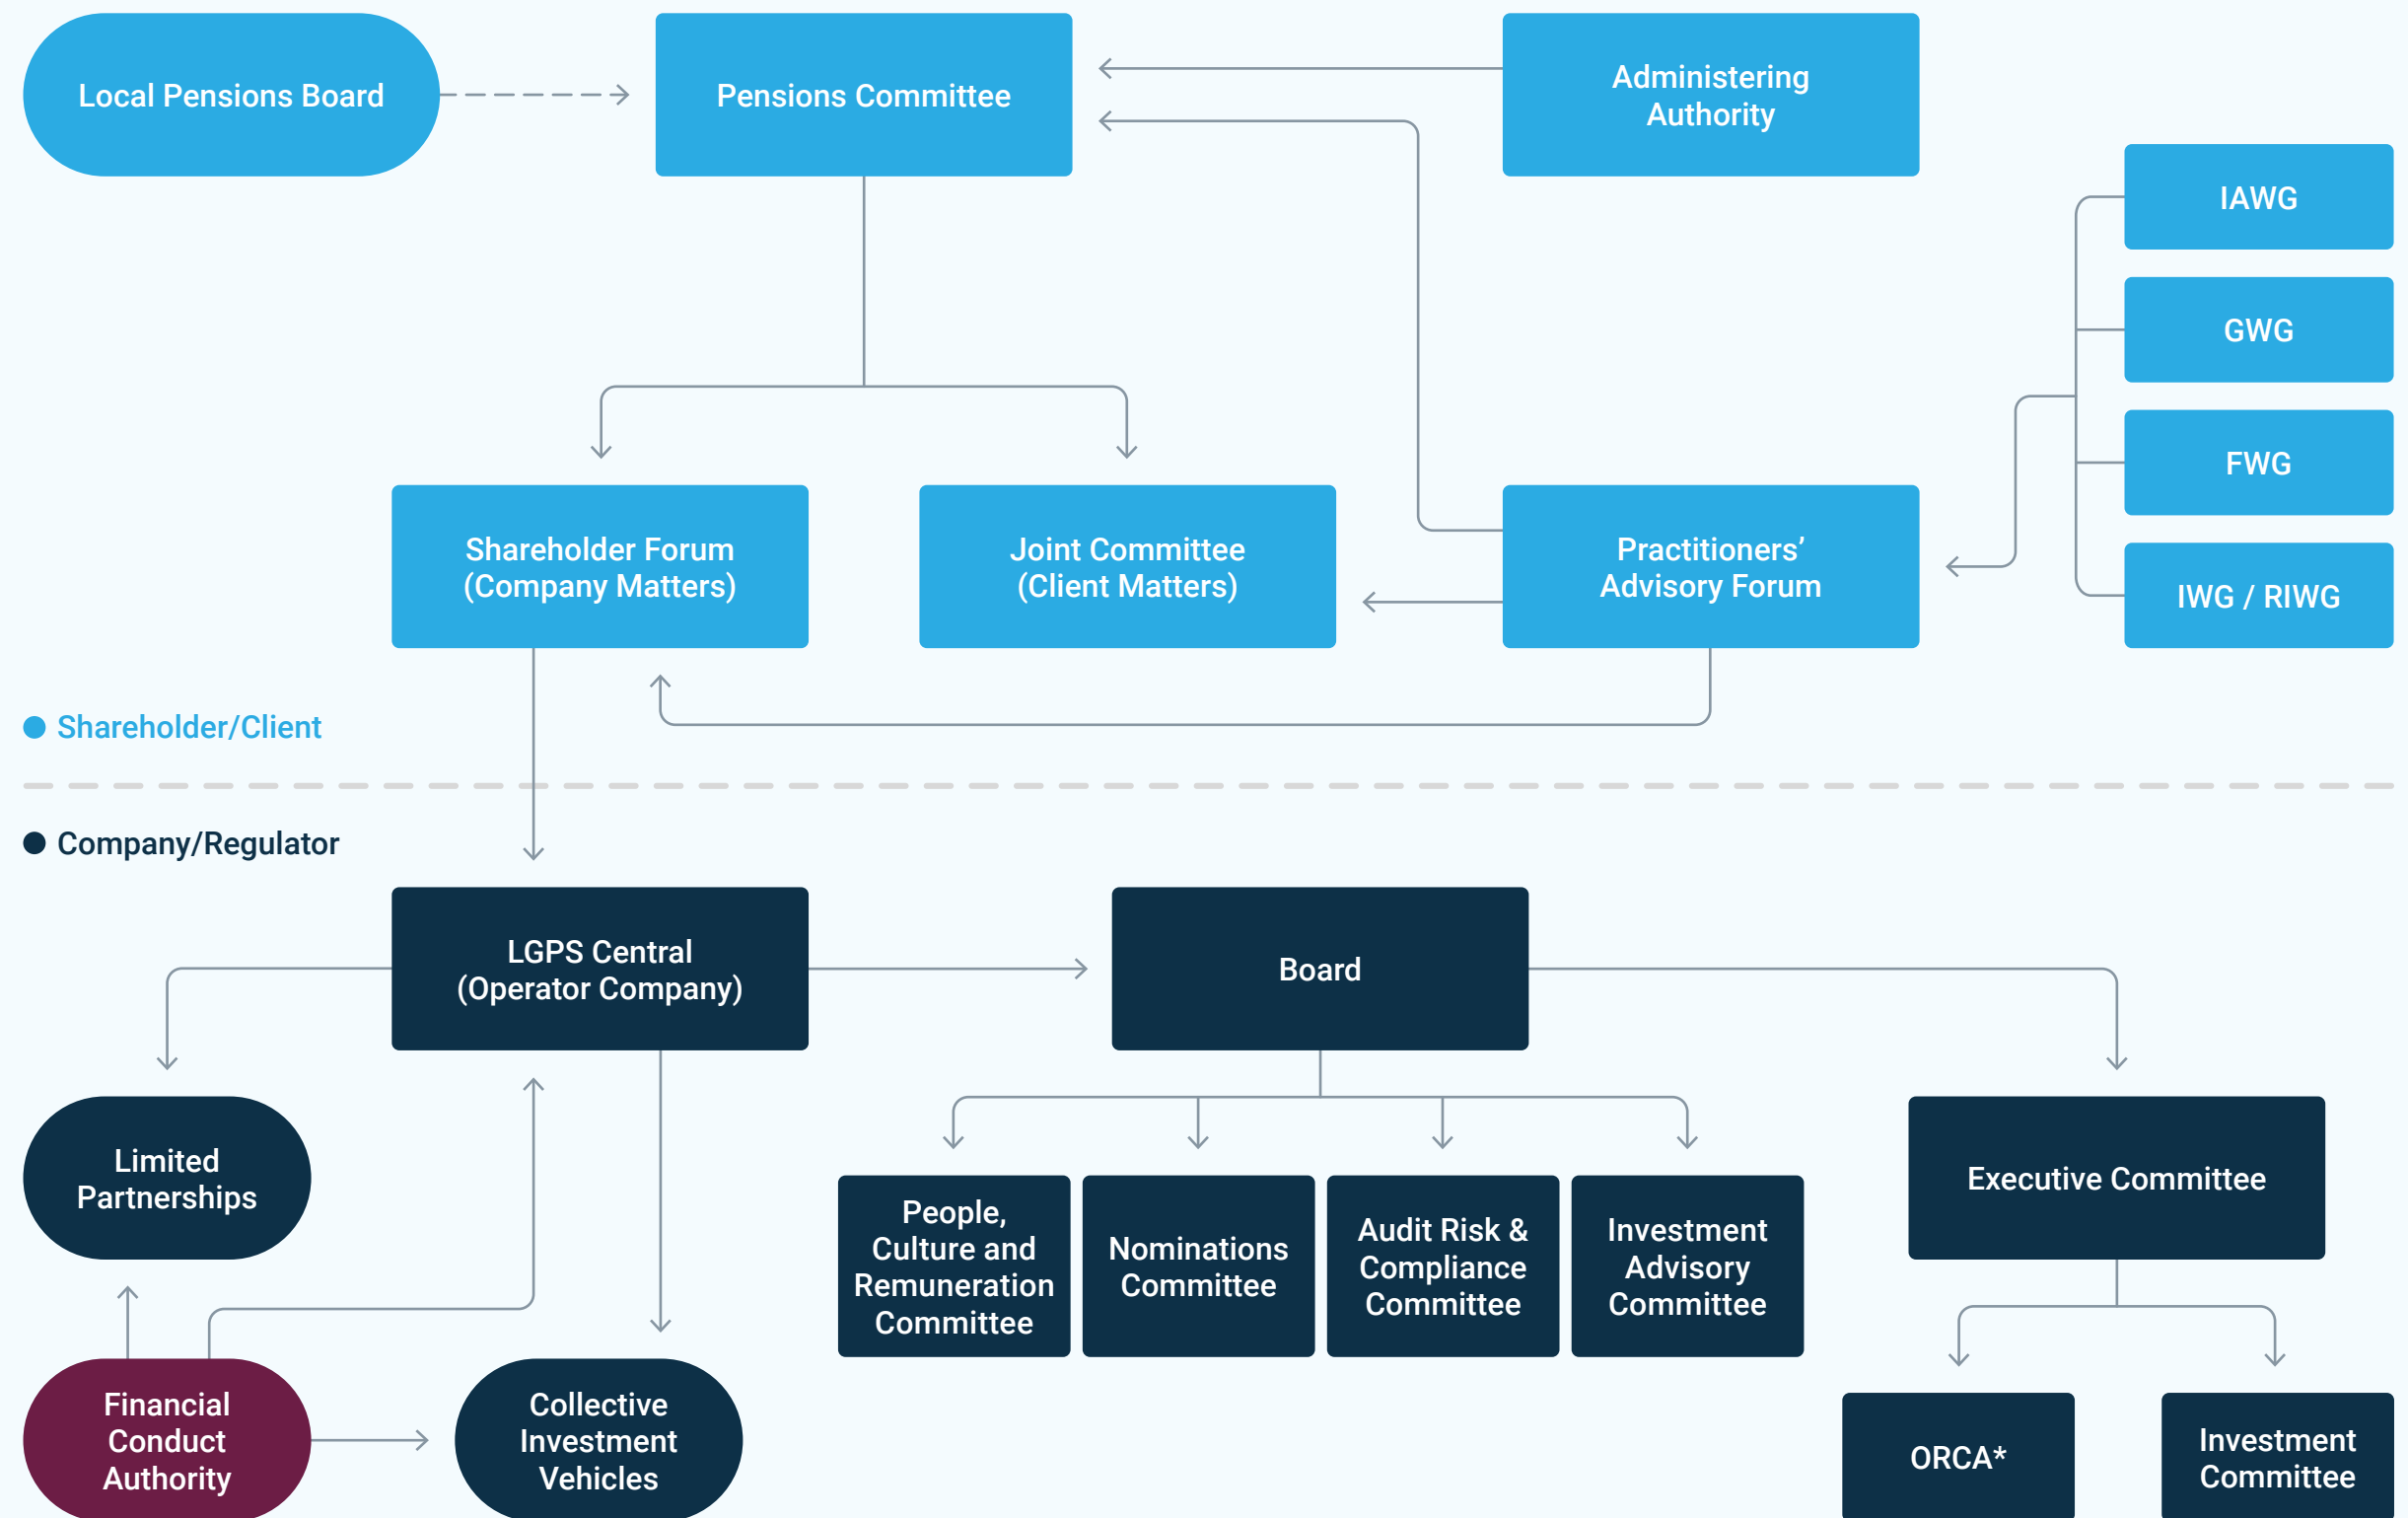 Local Pensions Board
Pensions Committee
Administering
Authority
IAWG
GWG
FWG
IWG / RIWG
Shareholder Forum
(Company Matters)
Joint Committee
(Client Matters)
Practitioners’
Advisory Forum
Shareholder/Client
Company/Regulator
LGPS Central
(Operator Company)
Board
Limited
Partnerships
People,
Culture and
Remuneration
Committee
Nominations
Committee
Audit Risk &
Compliance
Committee
Investment
Advisory
Committee
Executive Committee
Financial
Conduct
Authority
Collective
Investment
Vehicles
ORCA*
Investment
Committee